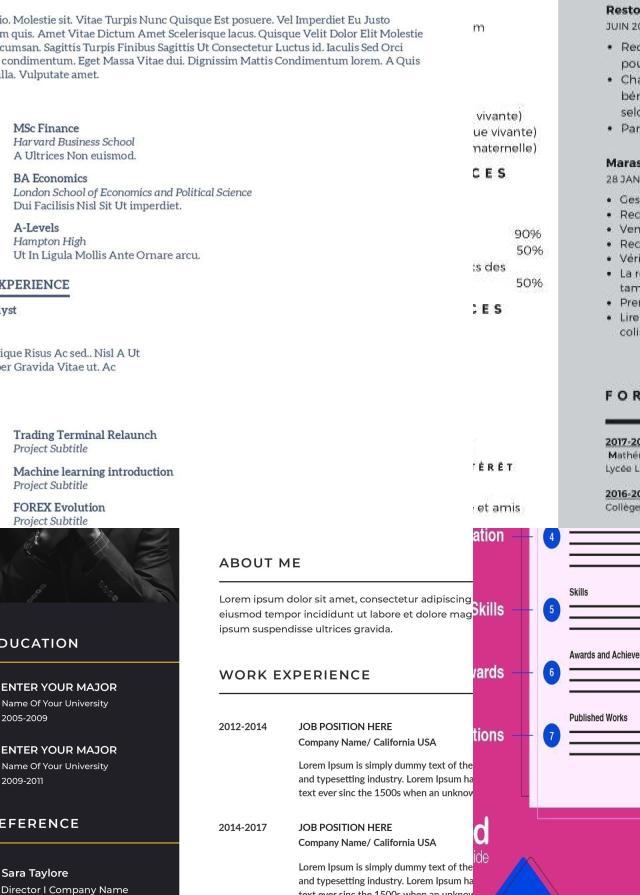 io. Molestie sit. Vitae Turpis Nunc Quisque Est posuere. Vel Imperdiet Eu Justo
m quis. Amet Vitae Dictum Amet Scelerisque lacus. Quisque Velit Dolor Elit Molestie
cumsan. Sagittis Turpis Finibus Sagittis Ut Consectetur Luctus id. Iaculis Sed Orci
condimentum. Eget Massa Vitae dui. Dignissim Mattis Condimentum lorem. A Quis
lla. Vulputate amet.
MSc Finance
Harvard Business School
A Ultrices Non euismod.
BA Economics
London School of Economics and Political Science
Dui Facilisis Nisl Sit Ut imperdiet.
A-Levels
Hampton High
Ut In Ligula Mollis Ante Ornare arcu.
XPERIENCE
lyst
ique Risus Ac sed.. Nisl A Ut
er Gravida Vitae ut. Ac
Trading Terminal Relaunch
Project Subtitle
Machine learning introduction
Project Subtitle
FOREX Evolution
Project Subtitle
m
vivante)
ue vivante)
maternelle)
CES
90%
50%
ts des
50%
CES
TÉRÊT
et amis
Resto
JUIN 20
• Rec
pou
• Cha
bén
selo
• Par
Maras
28 JAN
• Ges
• Rec
• Ven
• Rec
• Véri
• La r
tam
• Pre
• Lire
coli
FOR
2017-20
Mathé
Lycée L
2016-20
Collège
DUCATION
ENTER YOUR MAJOR
Name Of Your University
2005-2009
ENTER YOUR MAJOR
Name Of Your University
2009-2011
EFERENCE
Sara Taylore
Director I Company Name
ABOUT ME
Lorem ipsum dolor sit amet, consectetur adipiscing
eiusmod tempor incididunt ut labore et dolore mag
ipsum suspendisse ultrices gravida.
WORK EXPERIENCE
2012-2014 JOB POSITION HERE
Company Name/ California USA
Lorem Ipsum is simply dummy text of the
and typesetting industry. Lorem Ipsum ha
text ever sinc the 1500s when an unknow
2014-2017 JOB POSITION HERE
Company Name/ California USA
Lorem Ipsum is simply dummy text of the
and typesetting industry. Lorem Ipsum ha
ation 4
Skills 5 Skills
wards 6 Awards and Achieve
tions 7 Published Works
d
ide